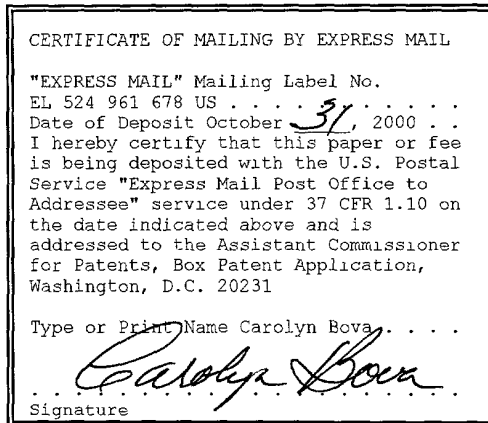 CERTIFICATE OF MAILING BY EXPRESS MAIL
"EXPRESS MAIL" Mailing Label No.
EL 524 961 678 US . . . . . . . . . . .
Date of Deposit October 31, 2000 . .
I hereby certify that this paper or fee
is being deposited with the U.S. Postal
Service "Express Mail Post Office to
Addressee" service under 37 CFR 1.10 on
the date indicated above and is
addressed to the Assistant Commissioner
for Patents, Box Patent Application,
Washington, D.C. 20231
Type or Print Name Carolyn Bova. . . . .
Carolyn Bova
Signature